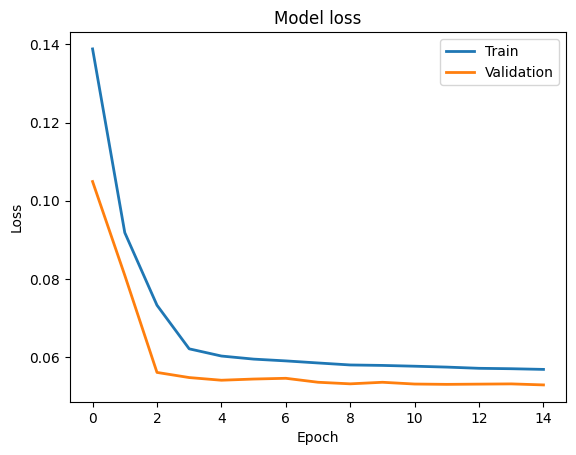 Model loss
0.14
0.12
0.10
0.08
0.06
Loss
Train
Validation
0 2 4 6 8 10 12 14
Epoch